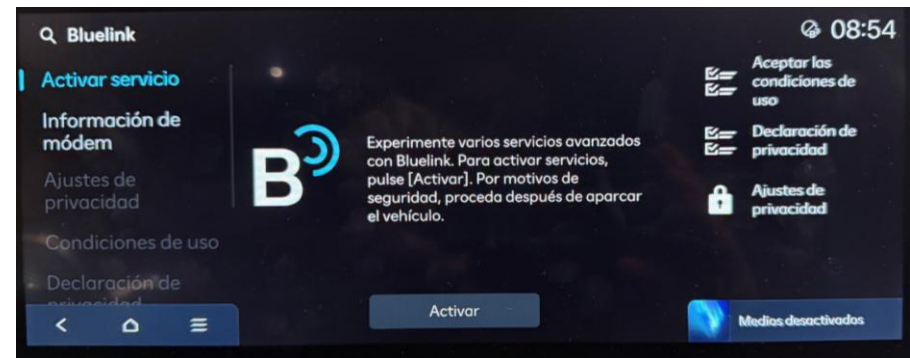 Bluelink
08:54
Activar servicio
Información de
módem
Ajustes de
privacidad
Condiciones de uso
Declaración de
privacidad
B
Experimente varios servicios avanzados
con Bluelink. Para activar servicios,
pulse [Activar]. Por motivos de
seguridad, proceda después de aparcar
el vehículo.
Activar
Aceptar las
condiciones de
uso
Declaración de
privacidad
Ajustes de
privacidad
Medios desactivados